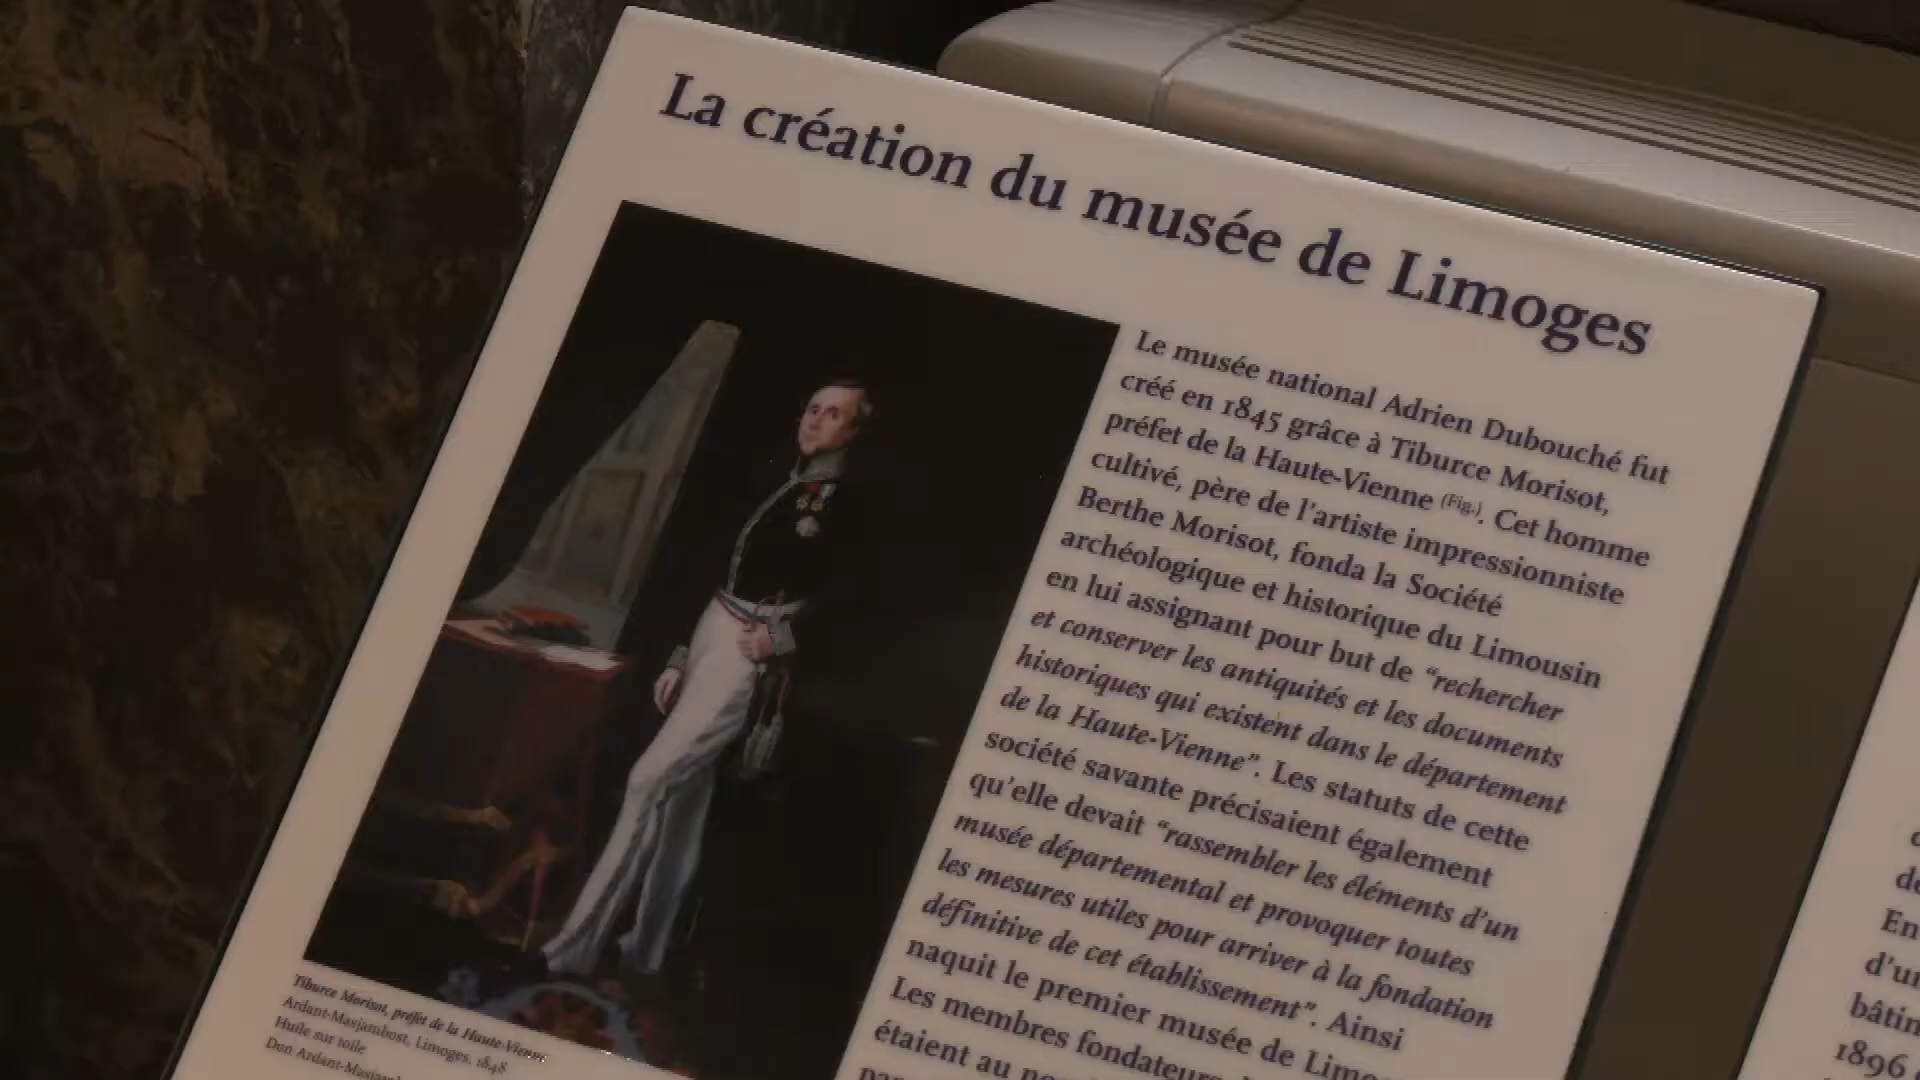 La création du musée de Limoges
Le musée national Adrien Dubouché fut
créé en 1845 grâce à Tiburce Morisot,
préfet de la Haute-Vienne (Fig.). Cet homme
cultivé, père de l'artiste impressionniste
Berthe Morisot, fonda la Société
archéologique et historique du Limousin
en lui assignant pour but de “rechercher
et conserver les antiquités et les documents
historiques qui existent dans le département
de la Haute-Vienne”. Les statuts de cette
société savante précisaient également
qu'elle devait “rassembler les éléments d'un
musée départemental et provoquer toutes
les mesures utiles pour arriver à la fondation
définitive de cet établissement”. Ainsi
naquit le premier musée de
Les membres
étaient au
Tiburce Morisot, préfet de la Haute-Vienne
Ardant-Masjambost, Limoges, 1848
Huile sur toile
Don
En
1896